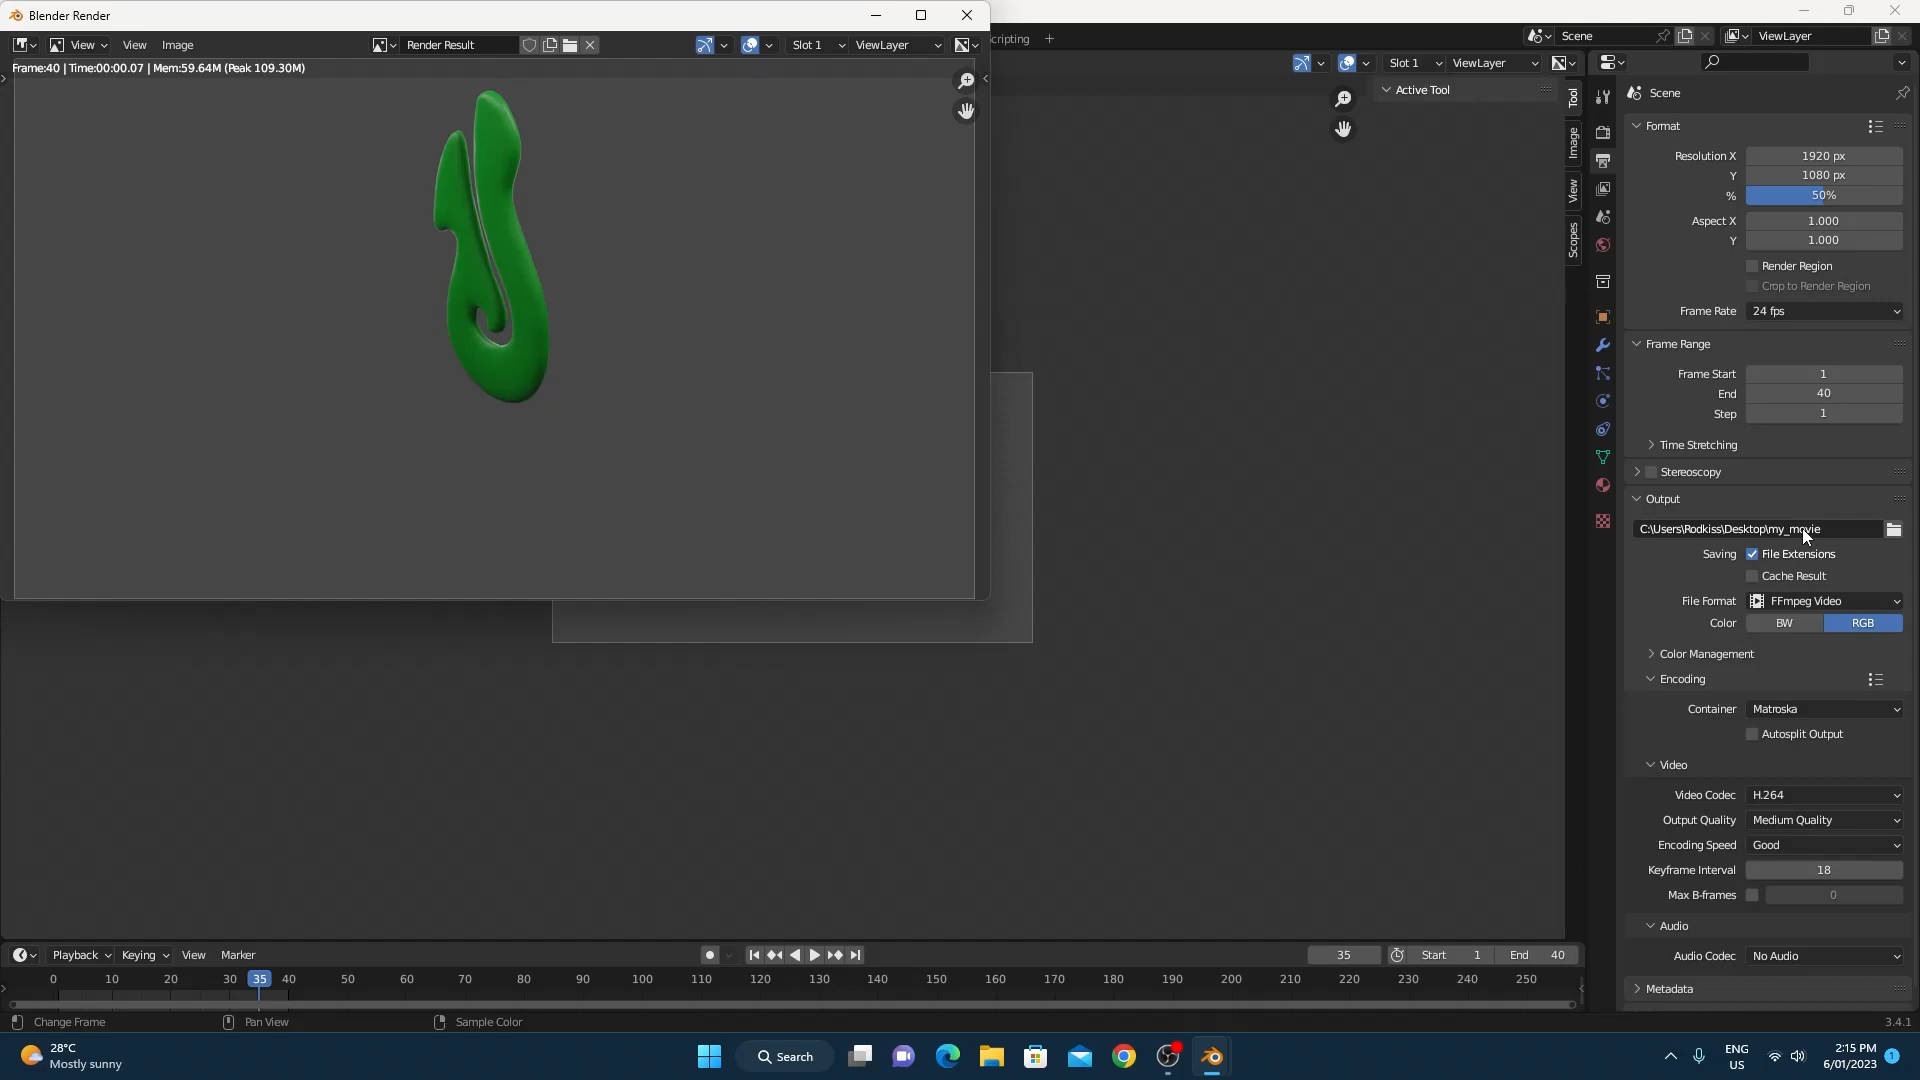 Blender Render
View View Image Render Result Slot 1 ViewLayer
Frame:40 | Time:00:00.07 | Mem:59.64M (Peak 109.30M)
cripting +
Scene ViewLayer
Slot 1 ViewLayer
Active Tool
Tool
Image
View
Scopes
Scene
Format
Resolution X 1920 px
Y 1080 px
% 50%
Aspect X 1.000
Y 1.000
Render Region
Crop to Render Region
Frame Rate 24 fps
Frame Range
Frame Start 1
End 40
Step 1
Time Stretching
Stereoscopy
Output
C:\Users\Rodkiss\Desktop\my_movie
Saving File Extensions
Cache Result
File Format FFmpeg Video
Color BW RGB
Color Management
Encoding
Container Matroska
Autosplit Output
Video
Video Codec H.264
Output Quality Medium Quality
Encoding Speed Good
Keyframe Interval 18
Max B-frames 0
Audio
Audio Codec No Audio
Metadata
Playback Keying View Marker 35 Start 1 End 40
0 10 20 30 35 40 50 60 70 80 90 100 110 120 130 140 150 160 170 180 190 200 210 220 230 240 250
Change Frame Pan View Sample Color 3.4.1
28°C
Mostly sunny
Search
ENG
US
2:15 PM
6/01/2023
1